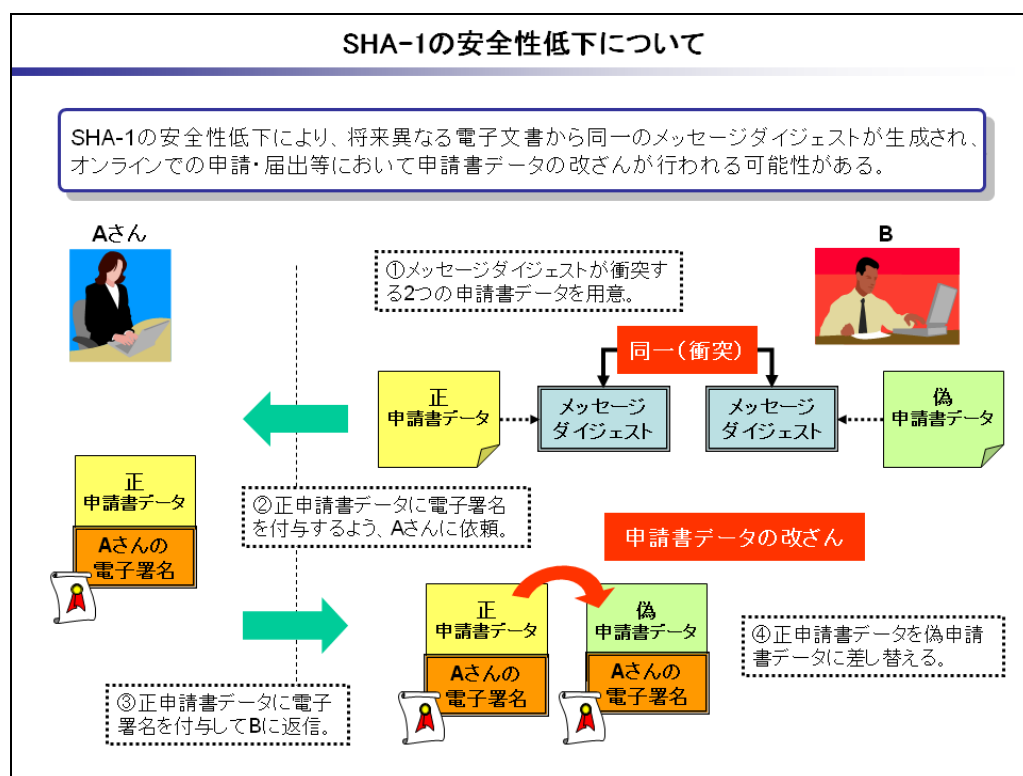 SHA-1の安全性低下について
SHA-1の安全性低下により、将来異なる電子文書から同一のメッセージダイジェストが生成され、
オンラインでの申請・届出等において申請書データの改ざんが行われる可能性がある。
Aさん
B
①メッセージダイジェストが衝突す
る2つの申請書データを用意。
同一(衝突)
正
申請書データ
メッセージ
ダイジェスト
メッセージ
ダイジェスト
偽
申請書データ
正
申請書データ
Aさんの
電子署名
②正申請書データに電子署名
を付与するよう、Aさんに依頼。
申請書データの改ざん
正
申請書データ
Aさんの
電子署名
偽
申請書データ
Aさんの
電子署名
④正申請書データを偽申請
書データに差し替える。
③正申請書データに電子
署名を付与してBに返信。